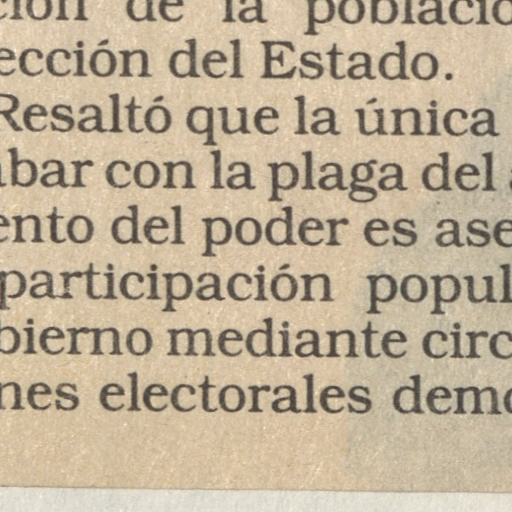 ción de la població
ección del Estado.
Resaltó que la única
bar con la plaga del
ento del poder es ase
participación popul
bierno mediante circ
nes electorales demo